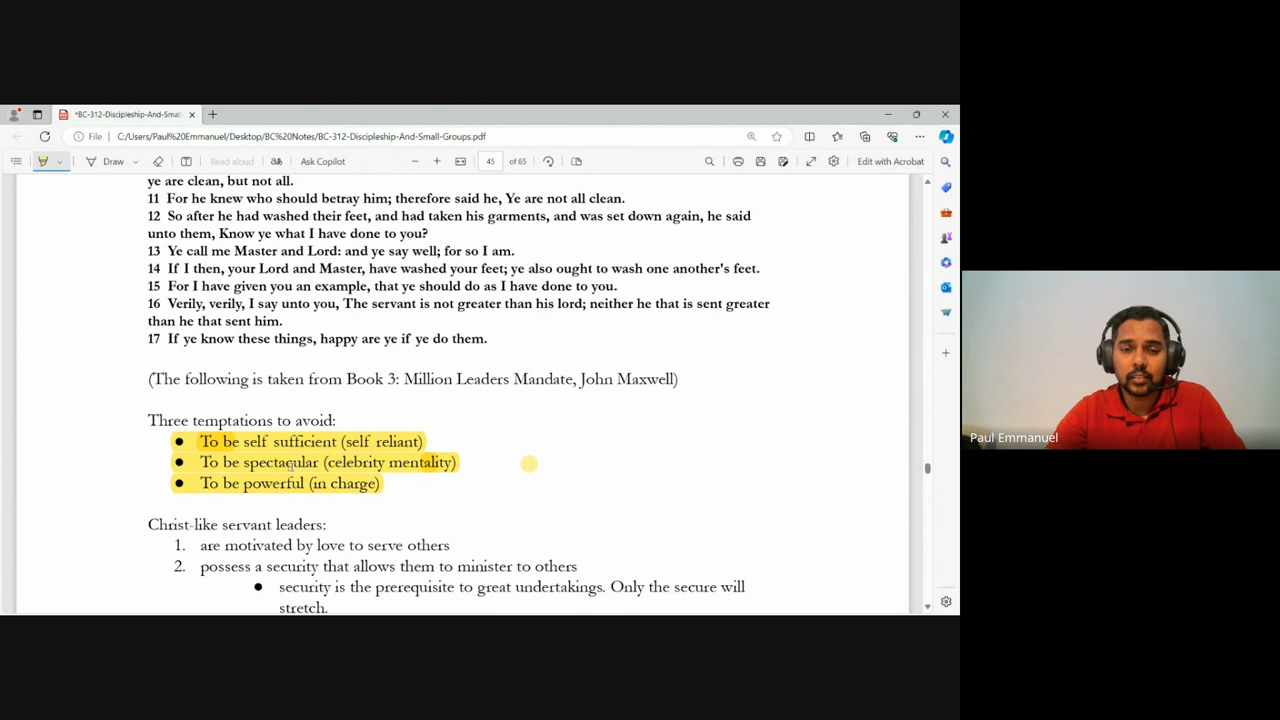 *BC-312-Discipleship-And-Small-
File
C:/Users/Paul%20Emmanuel/Desktop/BC%20Notes/BC-312-Discipleship-And-Small-Groups.pdf
Draw
Read aloud
Ask Copilot
45
of 65
Edit with Acrobat
ye are clean, but not all.
11 For he knew who should betray him; therefore said he, Ye are not all clean.
12 So after he had washed their feet, and had taken his garments, and was set down again, he said
unto them, Know ye what I have done to you?
13 Ye call me Master and Lord: and ye say well; for so I am.
14 If I then, your Lord and Master, have washed your feet; ye also ought to wash one another's feet.
15 For I have given you an example, that ye should do as I have done to you.
16 Verily, verily, I say unto you, The servant is not greater than his lord; neither he that is sent greater
than he that sent him.
17 If ye know these things, happy are ye if ye do them.
(The following is taken from Book 3: Million Leaders Mandate, John Maxwell)
Three temptations to avoid:
● To be self sufficient (self reliant)
● To be spectacular (celebrity mentality)
● To be powerful (in charge)
Christ-like servant leaders:
1. are motivated by love to serve others
2. possess a security that allows them to minister to others
● security is the prerequisite to great undertakings. Only the secure will
stretch.
Paul Emmanuel